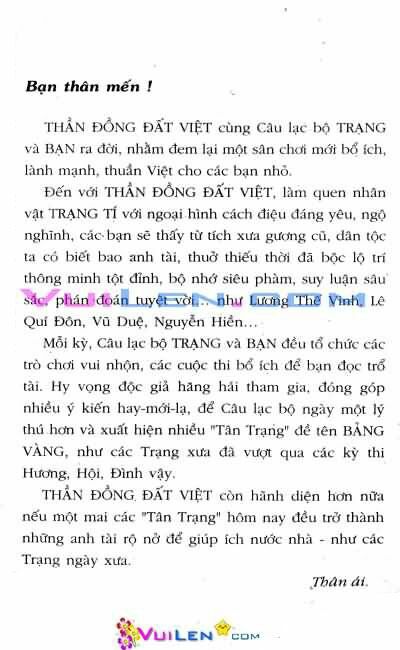 Bạn thân mến !
THẦN ĐỒNG ĐẤT VIỆT cùng Câu lạc bộ TRẠNG
và BẠN ra đời, nhằm đem lại một sân chơi mới bổ ích,
lành mạnh, thuần Việt cho các bạn nhỏ.
Đến với THẦN ĐỒNG ĐẤT VIỆT, làm quen nhân
vật TRẠNG TÍ với ngoại hình cách điệu đáng yêu, ngộ
nghĩnh, các bạn sẽ thấy từ tích xưa gương cũ, dân tộc
ta có biết bao anh tài, thuở thiếu thời đã bộc lộ trí
thông minh tột đỉnh, bộ nhớ siêu phàm, suy luận sâu
sắc, phán đoán tuyệt vời... như Lương Thế Vinh, Lê
Quí Đôn, Vũ Duệ, Nguyễn Hiền...
Mỗi kỳ, Câu lạc bộ TRẠNG và BẠN đều tổ chức các
trò chơi vui nhộn, các cuộc thi bổ ích để bạn đọc trổ
tài. Hy vọng độc giả hăng hái tham gia, đóng góp
nhiều ý kiến hay-mới-lạ, để Câu lạc bộ ngày một lý
thú hơn và xuất hiện nhiều "Tân Trạng" đề tên BẢNG
VÀNG, như các Trạng xưa đã vượt qua các kỳ thi
Hương, Hội, Đình vậy.
THẦN ĐỒNG ĐẤT VIỆT còn hãnh diện hơn nữa
nếu một mai các "Tân Trạng" hôm nay đều trở thành
những anh tài rộ nở để giúp ích nước nhà - như các
Trạng ngày xưa.
Thân ái.
VUILEN.COM
VUILEN.COM